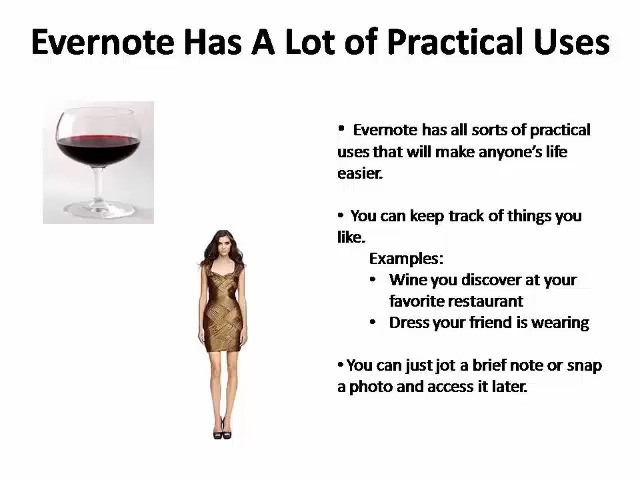 Evernote Has A Lot of Practical Uses
• Evernote has all sorts of practical
uses that will make anyone's life
easier.
• You can keep track of things you
like.
Examples:
• Wine you discover at your
favorite restaurant
• Dress your friend is wearing
• You can just jot a brief note or snap
a photo and access it later.